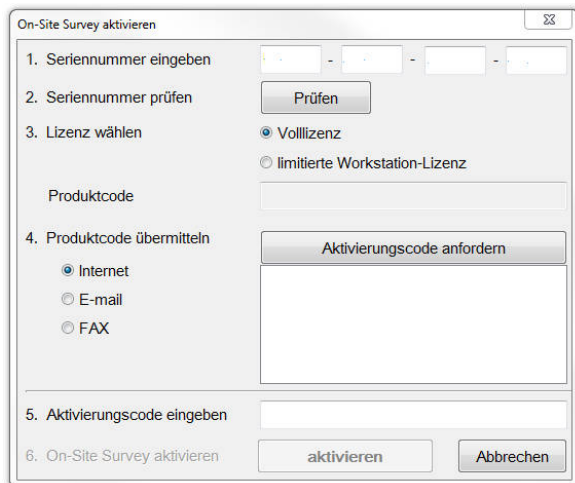 On-Site Survey aktivieren
1. Seriennummer eingeben - - -
2. Seriennummer prüfen Prüfen
3. Lizenz wählen Volllizenz
limitierte Workstation-Lizenz
Produktcode
4. Produktcode übermitteln Aktivierungscode anfordern
Internet
E-mail
FAX
5. Aktivierungscode eingeben
6. On-Site Survey aktivieren aktivieren Abbrechen